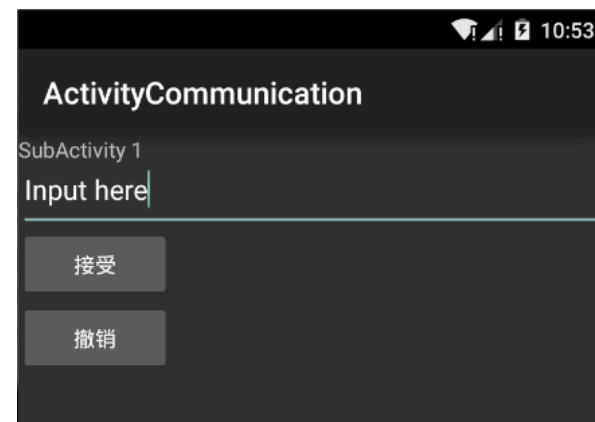 10:53
ActivityCommunication
SubActivity 1
Input here
接受
撤销